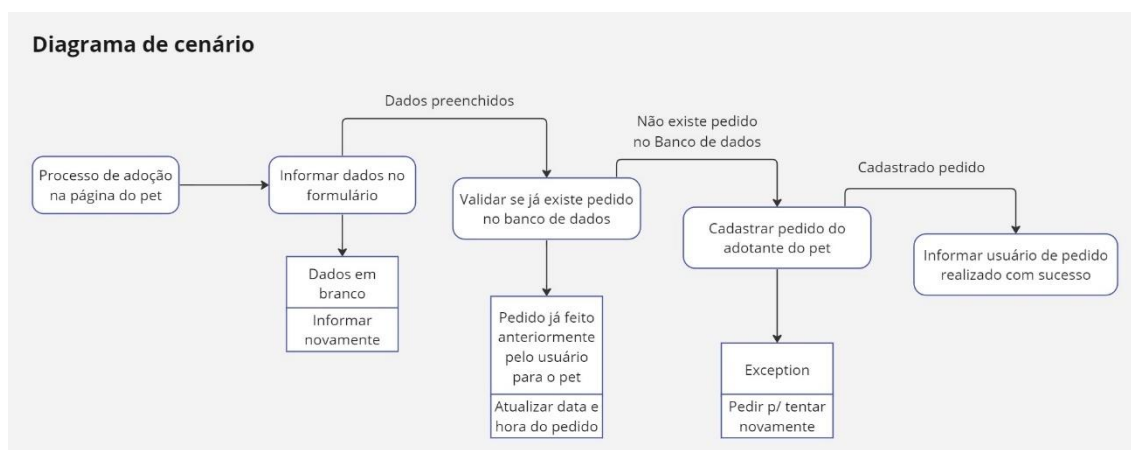 Diagrama de cenário
Dados preenchidos
Não existe pedido
no Banco de dados
Cadastrado pedido
Processo de adoção
na página do pet
Informar dados no
formulário
Validar se já existe pedido
no banco de dados
Cadastrar pedido do
adotante do pet
Informar usuário de pedido
realizado com sucesso
Dados em
branco
Informar
novamente
Pedido já feito
anteriormente
pelo usuário
para o pet
Atualizar data e
hora do pedido
Exception
Pedir p/ tentar
novamente